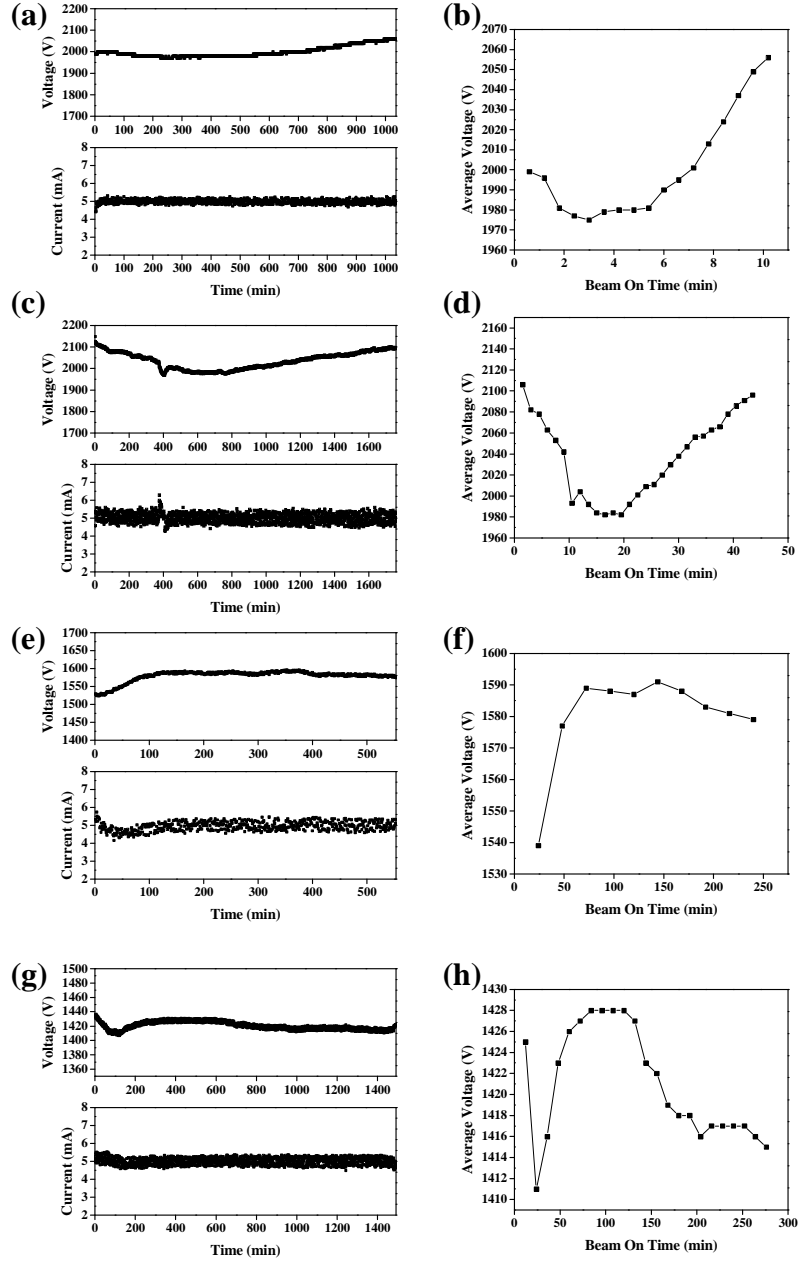 (a)
2200
2100
2000
1900
1800
1700
Voltage (V)
0 100 200 300 400 500 600 700 800 900 1000
8
7
6
5
4
3
2
Current (mA)
0 100 200 300 400 500 600 700 800 900 1000
Time (min)
(b)
2070
2060
2050
2040
2030
2020
2010
2000
1990
1980
1970
1960
Average Voltage (V)
0 2 4 6 8 10
Beam On Time (min)
(c)
2200
2100
2000
1900
1800
1700
Voltage (V)
0 200 400 600 800 1000 1200 1400 1600
8
7
6
5
4
3
2
Current (mA)
0 200 400 600 800 1000 1200 1400 1600
Time (min)
(d)
2160
2140
2120
2100
2080
2060
2040
2020
2000
1980
1960
Average Voltage (V)
0 10 20 30 40 50
Beam On Time (min)
(e)
1700
1600
1500
1400
Voltage (V)
0 100 200 300 400 500
8
7
6
5
4
3
2
Current (mA)
0 100 200 300 400 500
Time (min)
(f)
1600
1590
1580
1570
1560
1550
1540
1530
Average Voltage (V)
0 50 100 150 200 250
Beam On Time (min)
(g)
1500
1480
1460
1440
1420
1400
1380
1360
Voltage (V)
0 200 400 600 800 1000 1200 1400
8
7
6
5
4
3
2
Current (mA)
0 200 400 600 800 1000 1200 1400
Time (min)
(h)
1430
1428
1426
1424
1422
1420
1418
1416
1414
1412
1410
Average Voltage (V)
0 50 100 150 200 250 300
Beam On Time (min)